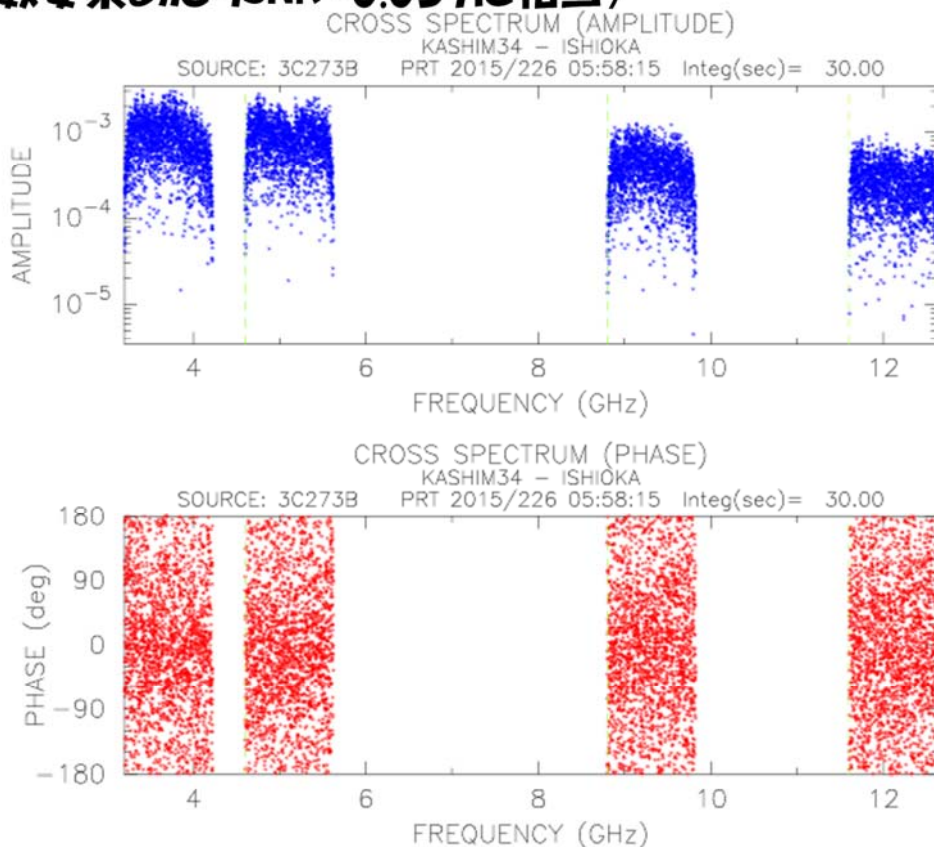 CROSS SPECTRUM (AMPLITUDE)
KASHIM34 - ISHIOKA
SOURCE: 3C273B PRT 2015/226 05:58:15 Integ(sec)= 30.00
AMPLITUDE
10⁻³
10⁻⁴
10⁻⁵
4 6 8 10 12
FREQUENCY (GHz)
CROSS SPECTRUM (PHASE)
KASHIM34 - ISHIOKA
SOURCE: 3C273B PRT 2015/226 05:58:15 Integ(sec)= 30.00
PHASE (deg)
180
90
0
-90
-180
4 6 8 10 12
FREQUENCY (GHz)